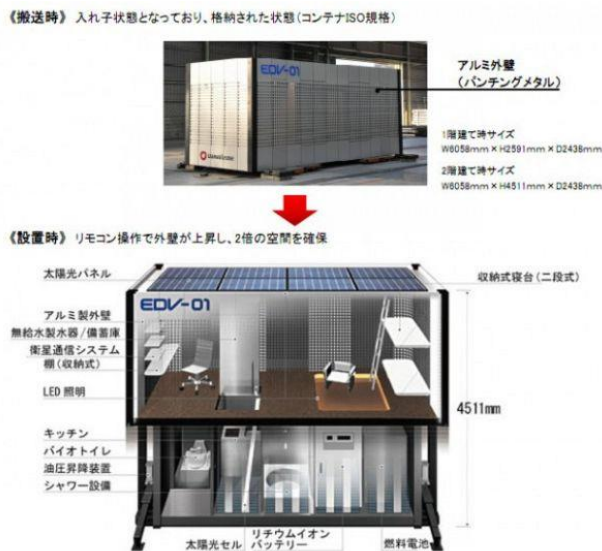 《搬送時》 入れ子状態となっており、格納された状態(コンテナISO規格)
EDV-01
アルミ外壁
(パンチングメタル)
1階建て時サイズ
W6058mm×H2591mm×D2438mm
2階建て時サイズ
W6058mm×H4511mm×D2438mm
《設置時》 リモコン操作で外壁が上昇し、2倍の空間を確保
太陽光パネル
収納式寝台(二段式)
EDV-01
アルミ製外壁
無給水製水器/備蓄庫
衛星通信システム
棚(収納式)
LED 照明
4511mm
キッチン
バイオトイレ
油圧昇降装置
シャワー設備
太陽光セル
リチウムイオン
バッテリー
燃料電池